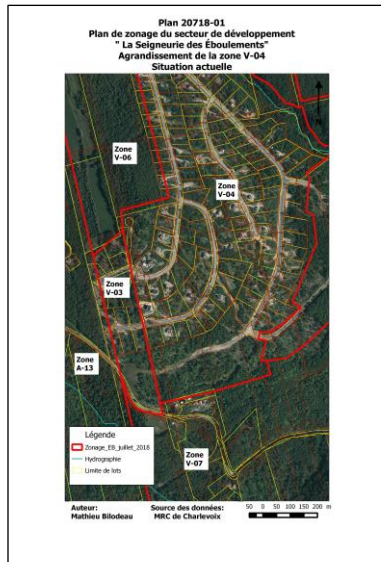 Plan 20718-01
Plan de zonage du secteur de développement
" La Seigneurie des Éboulements"
Agrandissement de la zone V-04
Situation actuelle
N
Zone
V-06
Zone
V-04
Zone
V-03
Zone
A-13
Zone
V-07
Légende
Zonage_EB_juillet_2018
Hydrographie
Limite de lots
Auteur:
Mathieu Bilodeau
Source des données:
MRC de Charlevoix
50 0 50 100 150 200 m